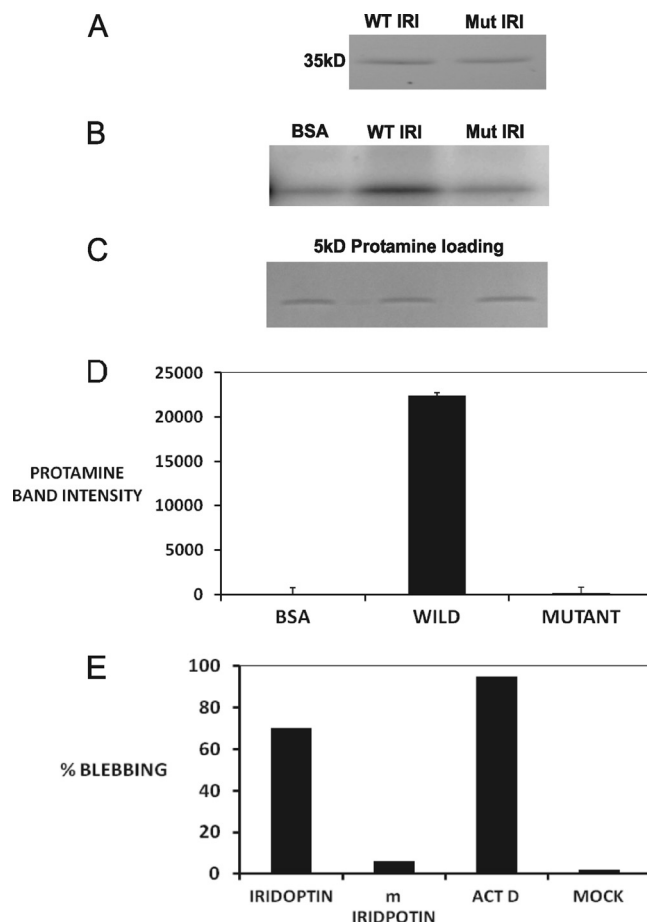 A
WT IRI Mut IRI
35kD
B
BSA WT IRI Mut IRI
C
5kD Protamine loading
D
PROTAMINE
BAND INTENSITY
25000
20000
15000
10000
5000
0
BSA WILD MUTANT
E
% BLEBBING
100
80
60
40
20
0
IRIDOPTIN m ACT D MOCK
IRIDPOTIN